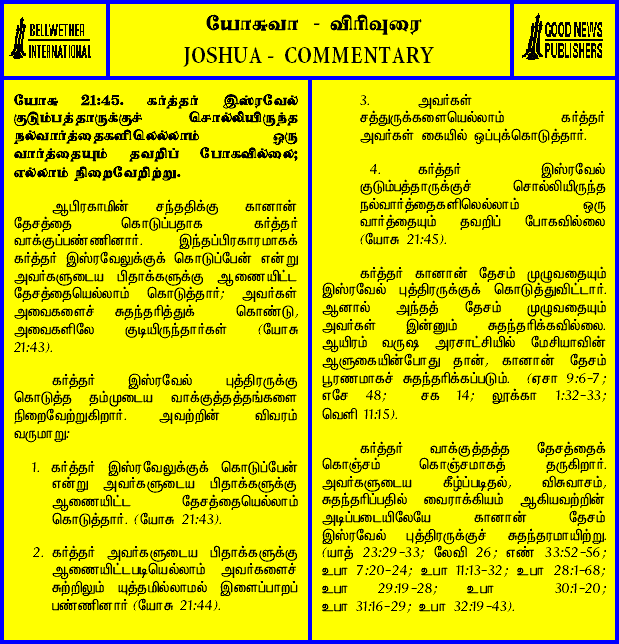 BELLWETHER
INTERNATIONAL
யோசுவா - விரிவுரை
JOSHUA - COMMENTARY
GOOD NEWS
PUBLISHERS
யோசு 21:45. கர்த்தர் இஸ்ரவேல்
குடும்பத்தாருக்குச் சொல்லியிருந்த
நல்வார்த்தைகளிலெல்லாம் ஒரு
வார்த்தையும் தவறிப் போகவில்லை;
எல்லாம் நிறைவேறிற்று.
ஆபிரகாமின் சந்ததிக்கு கானான்
தேசத்தை கொடுப்பதாக கர்த்தர்
வாக்குப்பண்ணினார். இந்தப்பிரகாரமாகக்
கர்த்தர் இஸ்ரவேலுக்குக் கொடுப்பேன் என்று
அவர்களுடைய பிதாக்களுக்கு ஆணையிட்ட
தேசத்தையெல்லாம் கொடுத்தார்; அவர்கள்
அவைகளைச் சுதந்தரித்துக் கொண்டு,
அவைகளிலே குடியிருந்தார்கள் (யோசு
21:43).
கர்த்தர் இஸ்ரவேல் புத்திரருக்கு
கொடுத்த தம்முடைய வாக்குத்தத்தங்களை
நிறைவேற்றுகிறார். அவற்றின் விவரம்
வருமாறு:
1. கர்த்தர் இஸ்ரவேலுக்குக் கொடுப்பேன்
என்று அவர்களுடைய பிதாக்களுக்கு
ஆணையிட்ட தேசத்தையெல்லாம்
கொடுத்தார். (யோசு 21:43).
2. கர்த்தர் அவர்களுடைய பிதாக்களுக்கு
ஆணையிட்டபடியெல்லாம் அவர்களைச்
சுற்றிலும் யுத்தமில்லாமல் இளைப்பாறப்
பண்ணினார் (யோசு 21:44).
3. அவர்கள்
சத்துருக்களையெல்லாம் கர்த்தர்
அவர்கள் கையில் ஒப்புக்கொடுத்தார்.
4. கர்த்தர் இஸ்ரவேல்
குடும்பத்தாருக்குச் சொல்லியிருந்த
நல்வார்த்தைகளிலெல்லாம் ஒரு
வார்த்தையும் தவறிப் போகவில்லை
(யோசு 21:45).
கர்த்தர் கானான் தேசம் முழுவதையும்
இஸ்ரவேல் புத்திரருக்குக் கொடுத்துவிட்டார்.
ஆனால் அந்தத் தேசம் முழுவதையும்
அவர்கள் இன்னும் சுதந்தரிக்கவில்லை.
ஆயிரம் வருஷ அரசாட்சியில் மேசியாவின்
ஆளுகையின்போது தான், கானான் தேசம்
பூரணமாகச் சுதந்தரிக்கப்படும். (ஏசா 9:6-7;
எசே 48; சக 14; லூக்கா 1:32-33;
வெளி 11:15).
கர்த்தர் வாக்குத்தத்த தேசத்தைக்
கொஞ்சம் கொஞ்சமாகத் தருகிறார்.
அவர்களுடைய கீழ்ப்படிதல், விசுவாசம்,
சுதந்தரிப்பதில் வைராக்கியம் ஆகியவற்றின்
அடிப்படையிலேயே கானான் தேசம்
இஸ்ரவேல் புத்திரருக்குச் சுதந்தரமாயிற்று.
(யாத் 23:29-33; லேவி 26; எண் 33:52-56;
உபா 7:20-24; உபா 11:13-32; உபா 28:1-68;
உபா 29:19-28; உபா 30:1-20;
உபா 31:16-29; உபா 32:19-43).